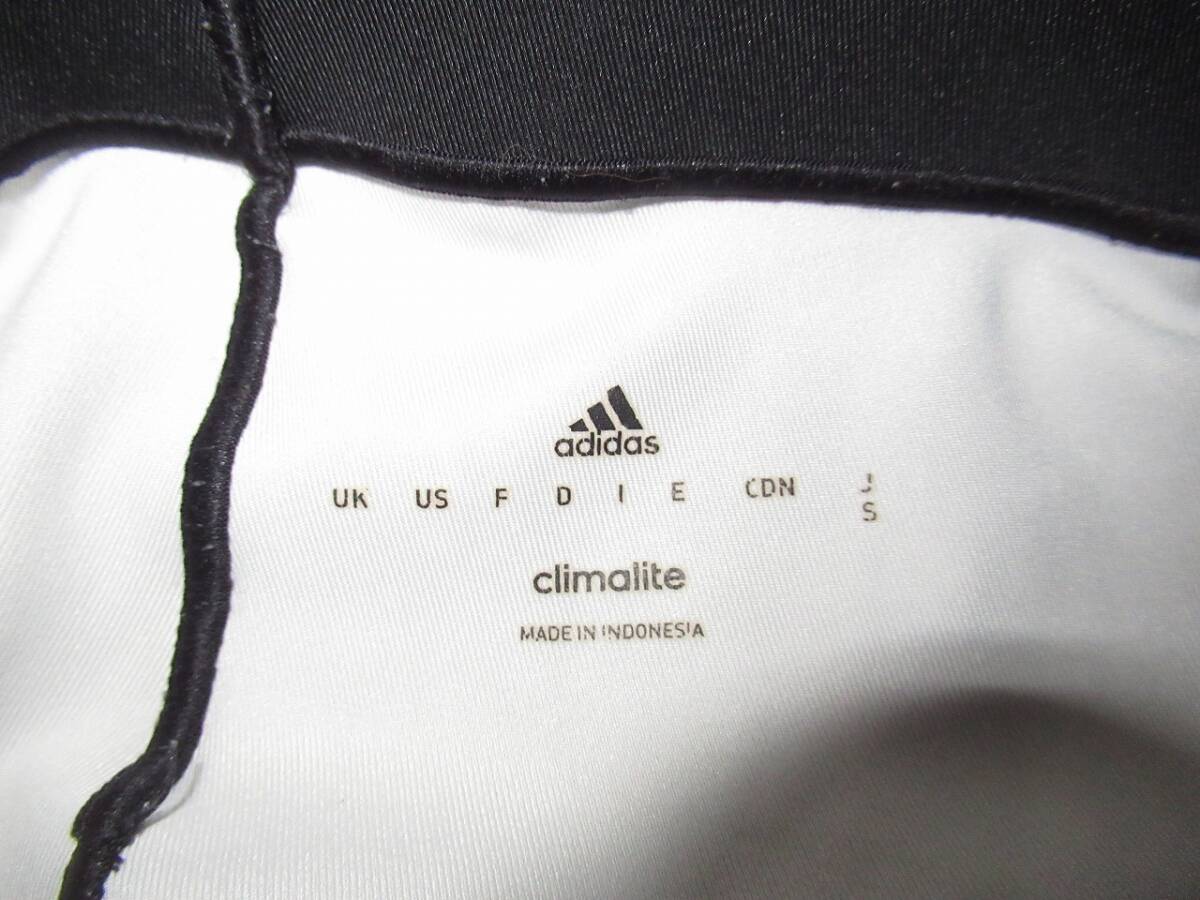 adidas
UK US F D I E CDN J
S
climalite
MADE IN INDONESIA